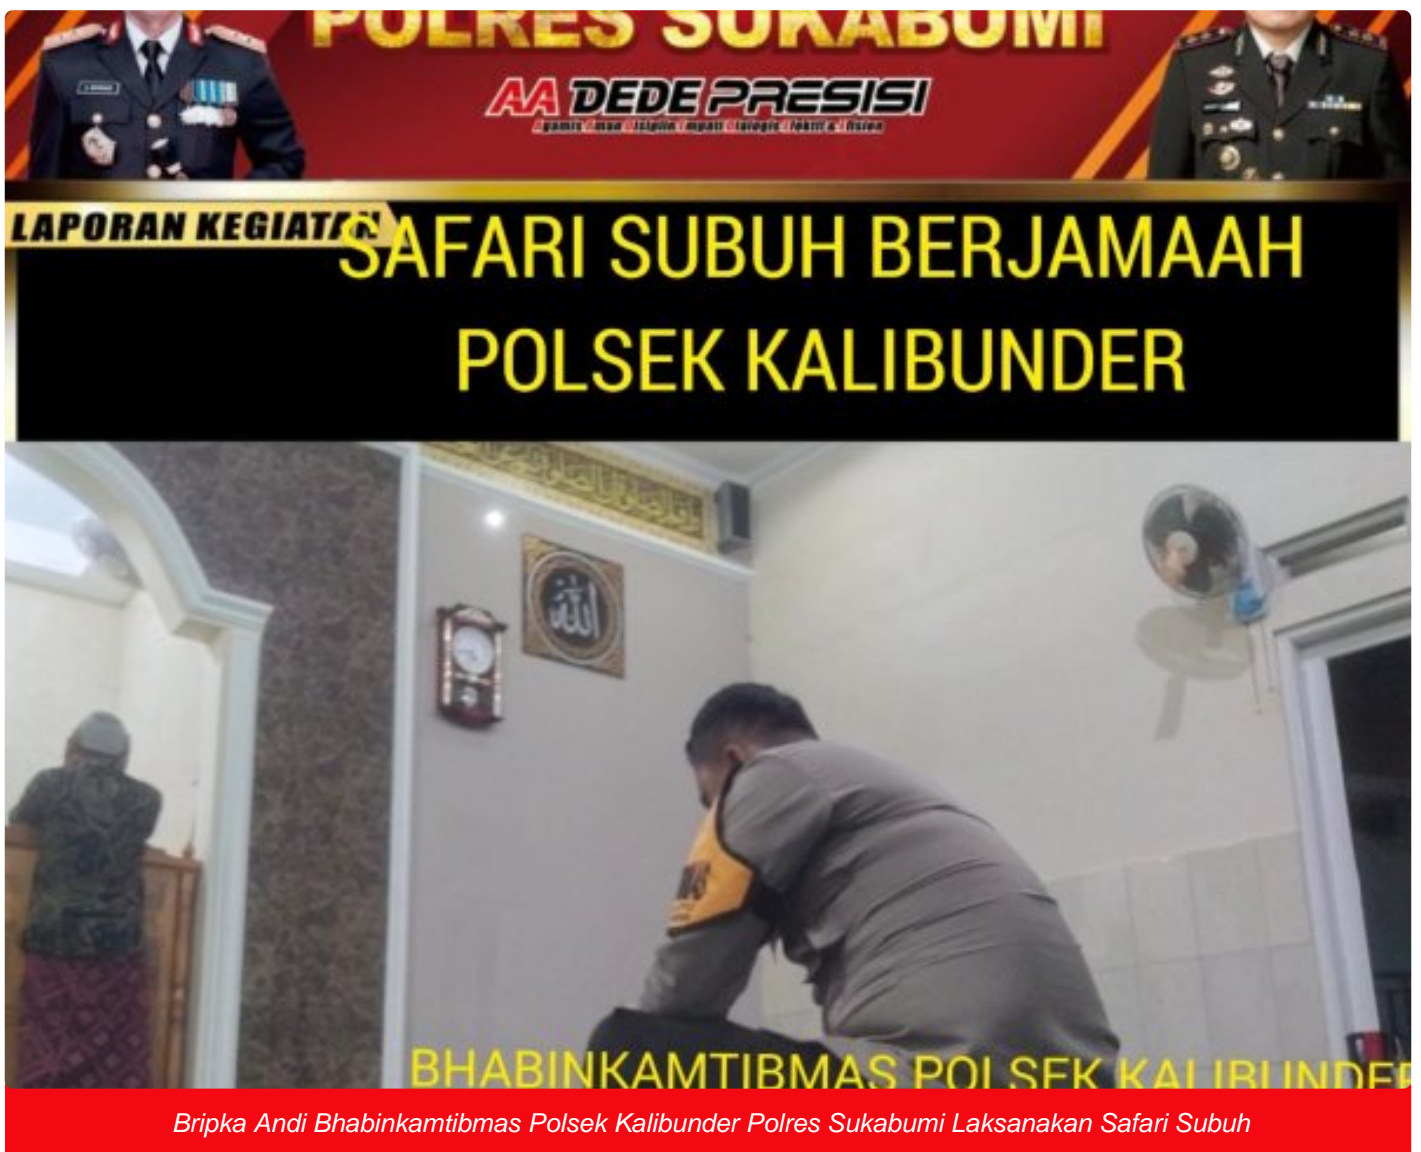 POLRES SUKABUMI
AA DEDE PRESISI
LAPORAN KEGIATAN
SAFARI SUBUH BERJAMAAH
POLSEK KALIBUNDER
الله
BHABINKAMTIBMAS POLSEK KALIBUNDER
Bripka Andi Bhabinkamtibmas Polsek Kalibunder Polres Sukabumi Laksanakan Safari Subuh